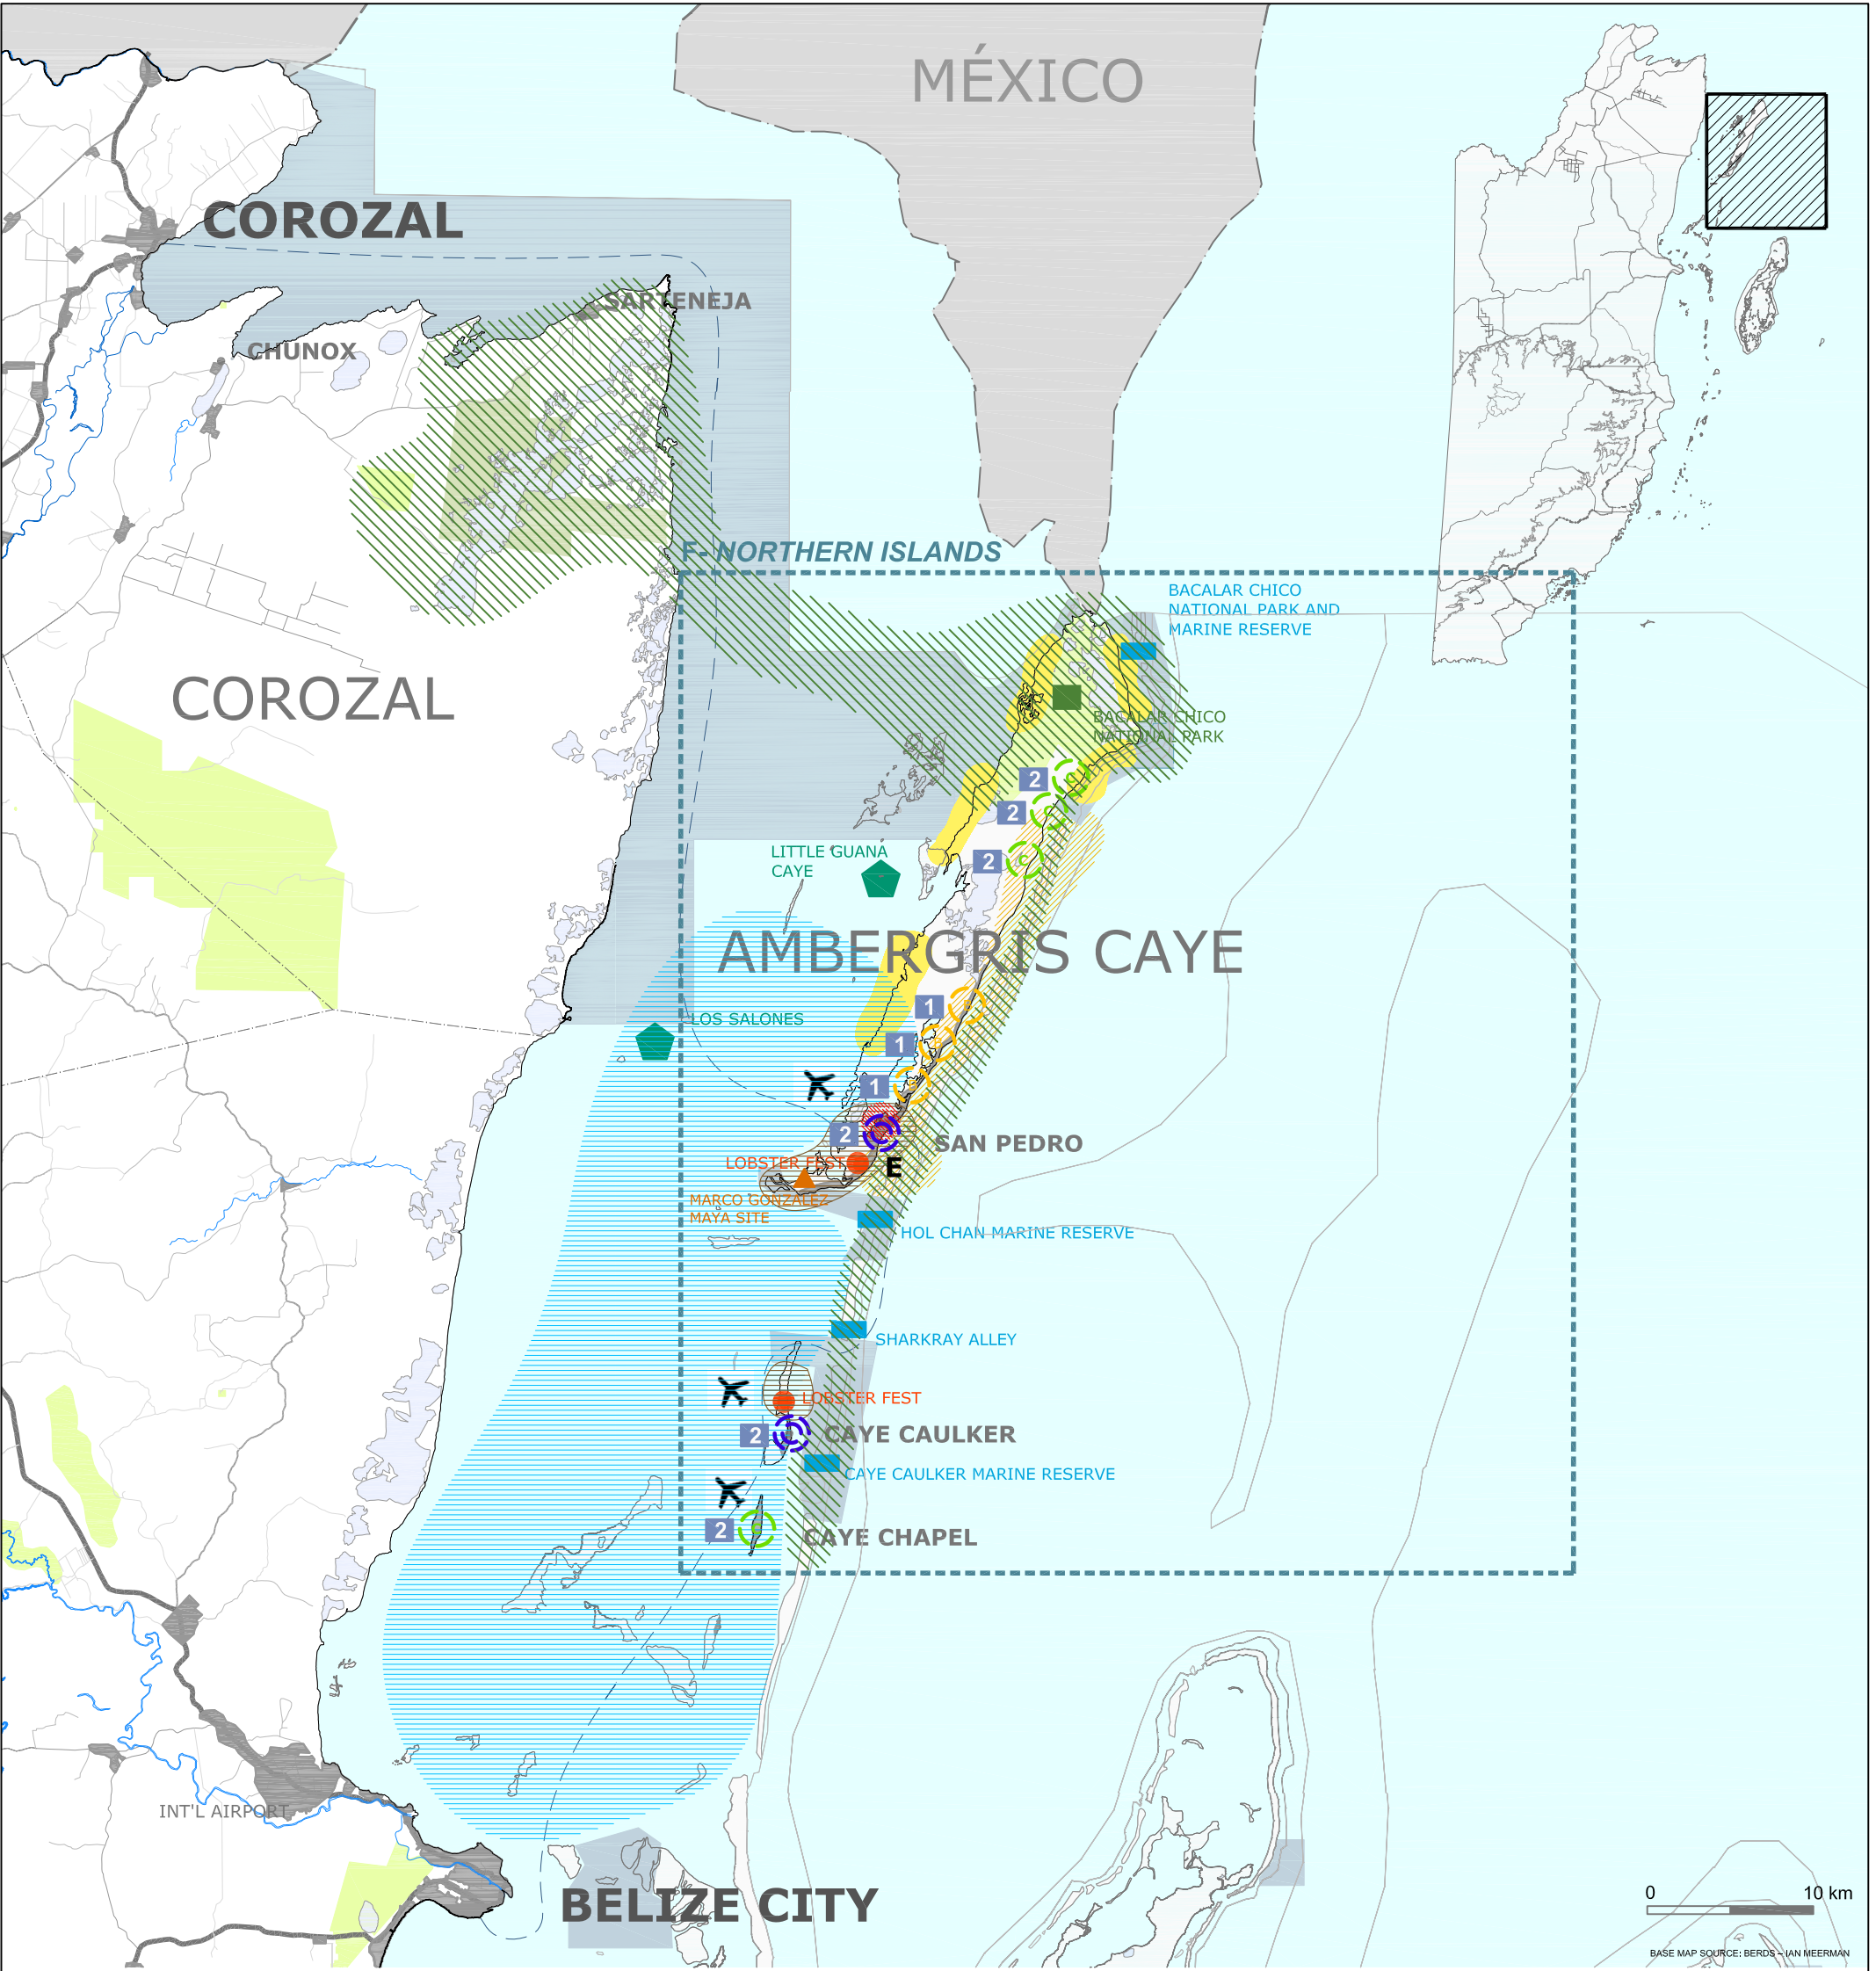 MÉXICO
COROZAL
SARTENEJA
CHUNOX
F- NORTHERN ISLANDS
BACALAR CHICO
NATIONAL PARK AND
MARINE RESERVE
COROZAL
BACALAR CHICO
NATIONAL PARK
2
C
2
C
LITTLE GUANA
CAYE
2
C
AMBERGRIS CAYE
1
LOS SALONES
1
1
2
SAN PEDRO
LOBSTER FEST
E
MARCO GONZALEZ
MAYA SITE
HOL CHAN MARINE RESERVE
SHARKRAY ALLEY
LOBSTER FEST
2
CAYE CAULKER
CAYE CAULKER MARINE RESERVE
2
CAYE CHAPEL
INT'L AIRPORT
BELIZE CITY
0 10 km
BASE MAP SOURCE: BERDS – IAN MEERMAN